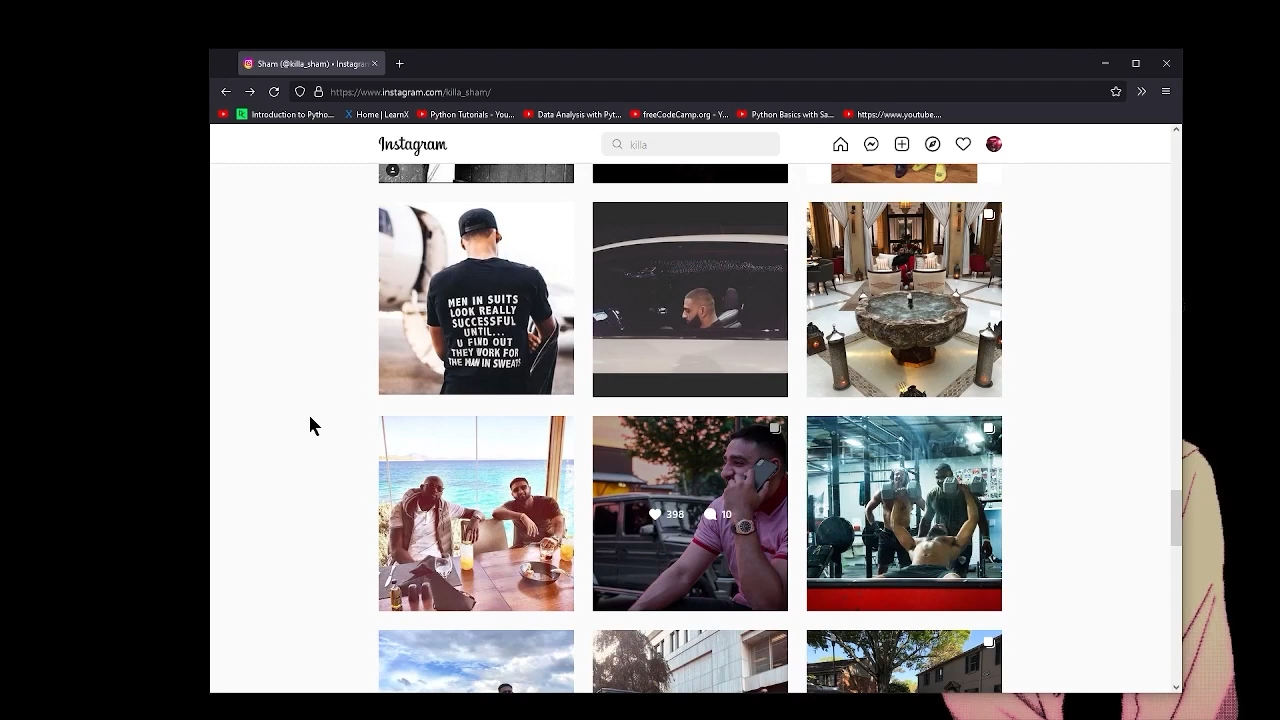 Sham (@killa_sham) • Instagram
https://www.instagram.com/killa_sham/
Introduction to Pytho...
Home | LearnX
Python Tutorials - You...
Data Analysis with Pyt...
freeCodeCamp.org - Y...
Python Basics with Sa...
https://www.youtube....
Instagram
killa
MEN IN SUITS
LOOK REALLY
SUCCESSFUL
UNTIL...
U FIND OUT
THEY WORK FOR
THE MAN IN SWEATS
398
10